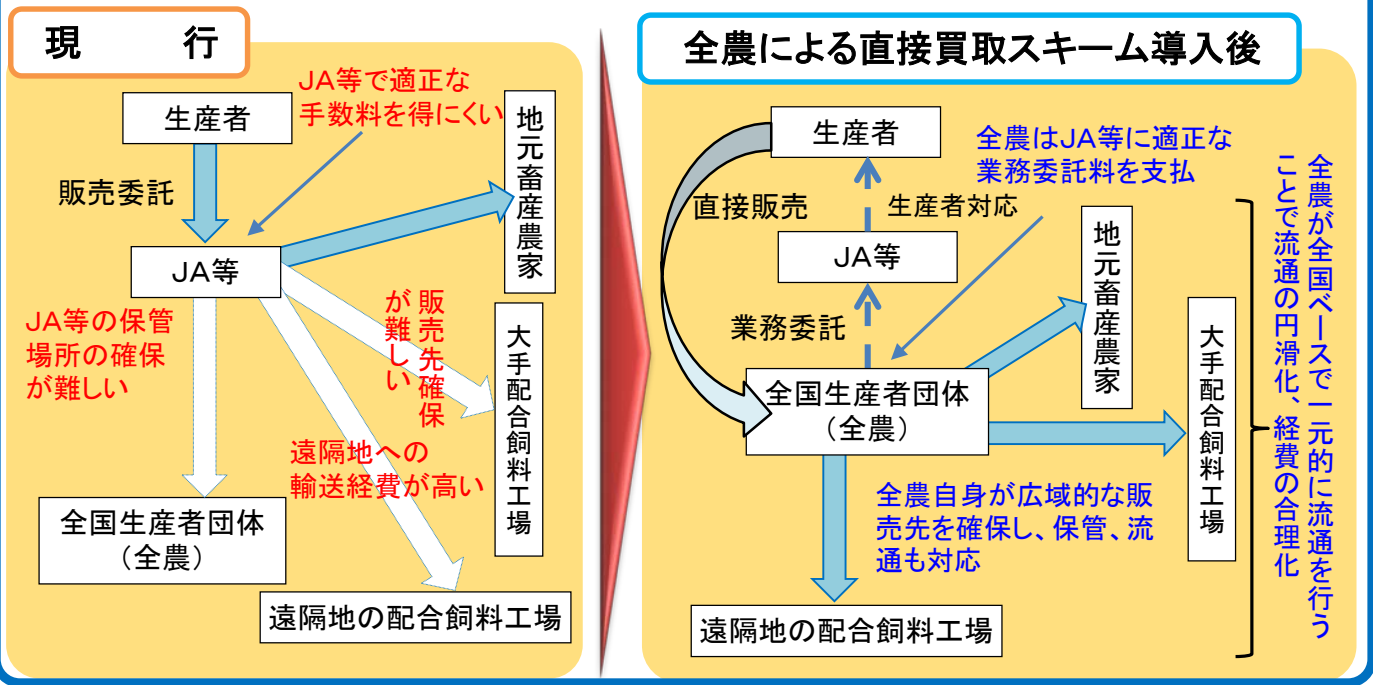 現　　行
JA等で適正な
手数料を得にくい
生産者
販売委託
地元畜産農家
JA等
JA等の保管
場所の確保
が難しい
販売先確保
が難しい
大手配合飼料工場
遠隔地への
輸送経費が高い
全国生産者団体
（全農）
遠隔地の配合飼料工場
全農による直接買取スキーム導入後
生産者
全農はJA等に適正な
業務委託料を支払
直接販売
生産者対応
JA等
地元畜産農家
業務委託
全国生産者団体
（全農）
大手配合飼料工場
全農自身が広域的な販
売先を確保し、保管、流
通も対応
遠隔地の配合飼料工場
全農が全国ベースで一元的に流通を行う
ことで流通の円滑化、経費の合理化